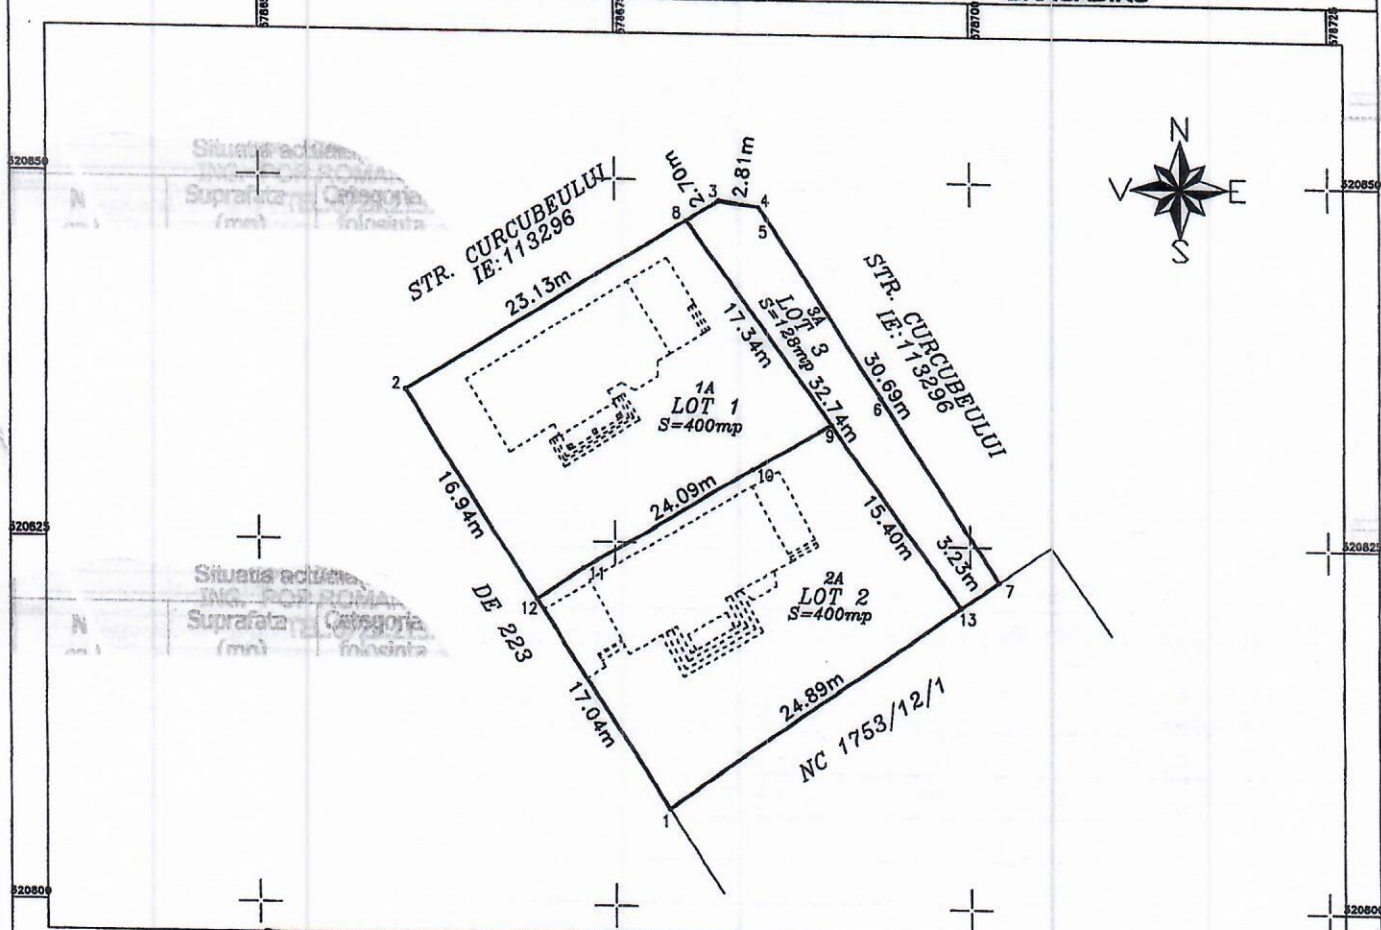 578700
578725
520850
520850
N
V
E
S
STR. CURCUBEULUI
IE:113296
2.70m
3
2.81m
4
8
5
23.13m
STR. CURCUBEULUI
IE:113296
3A
LOT 3
S=128mp
17.34m
2
1A
LOT 1
S=400mp
32.74m
30.69m
6
9
16.94m
24.09m
10
15.40m
520825
520825
3.23m
11
12
DE 223
2A
LOT 2
S=400mp
7
13
17.04m
24.89m
NC 1753/12/1
1
520800
520800
Situatia
Suprafata
Categoria
(mp)
folosinta
Situatia
Suprafata
Categoria
(mp)
folosinta